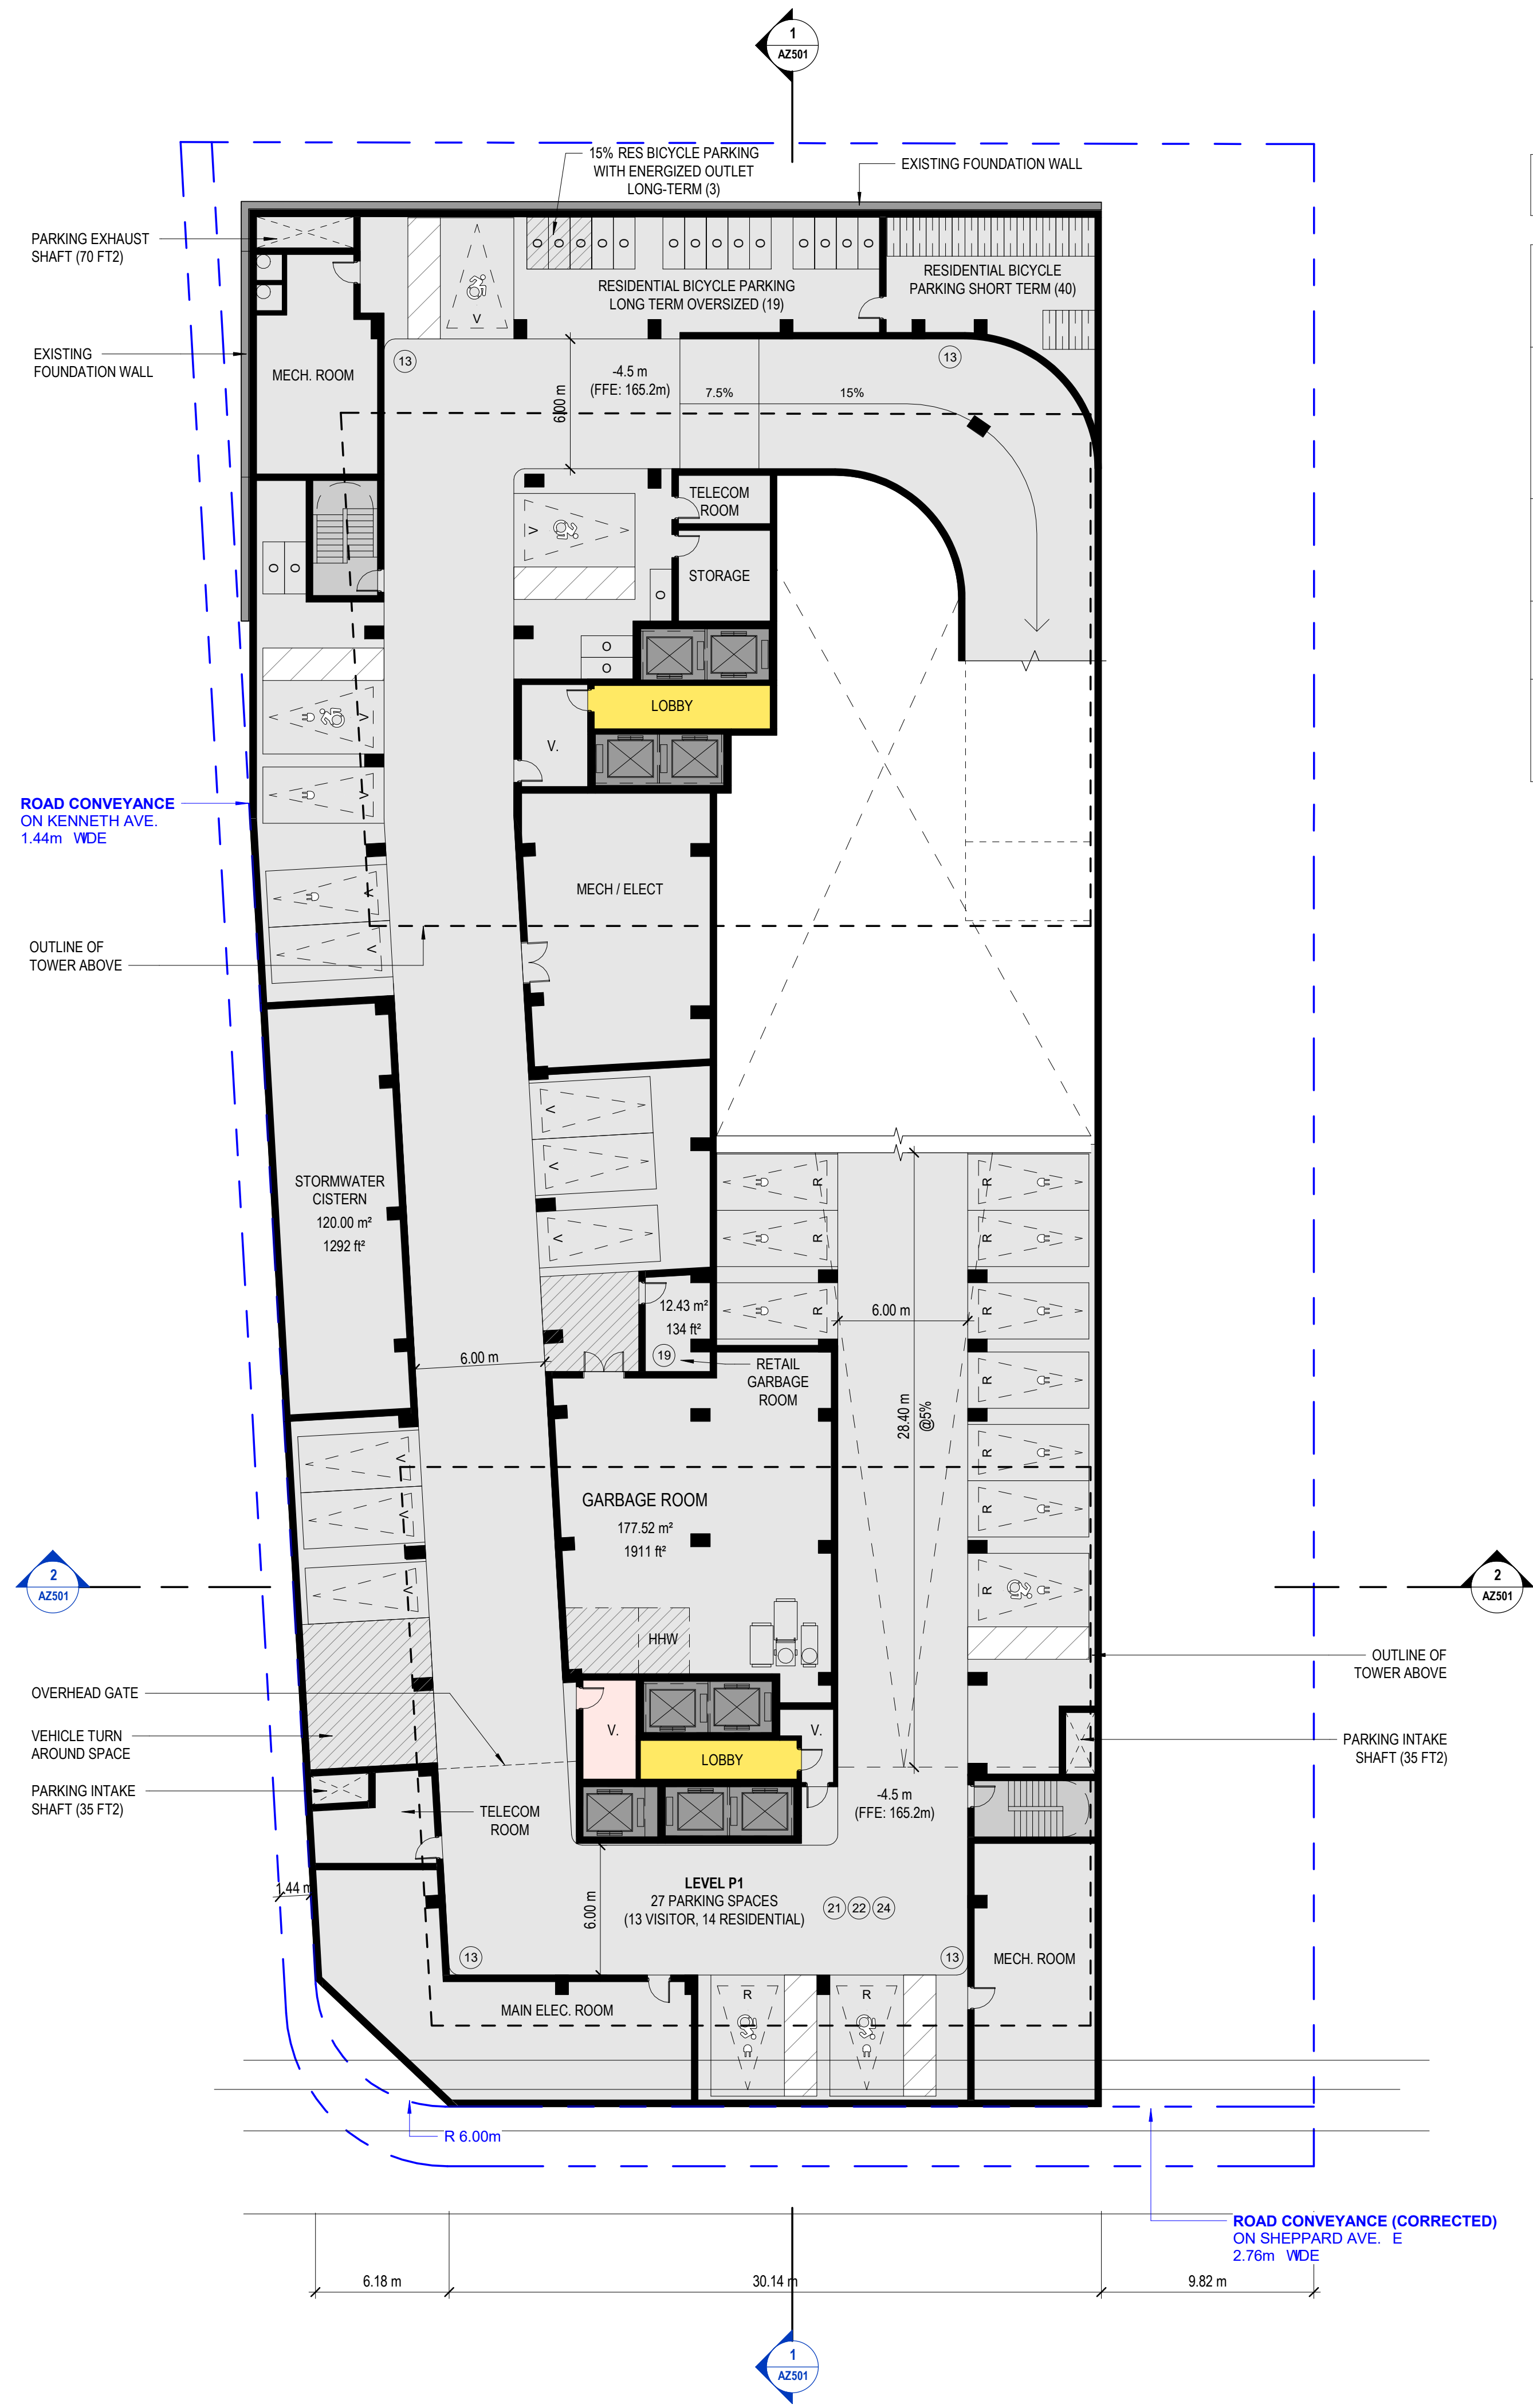 1
AZ501
15% RES BICYCLE PARKING
WITH ENERGIZED OUTLET
LONG-TERM (3)
EXISTING FOUNDATION WALL
PARKING EXHAUST
SHAFT (70 FT2)
RESIDENTIAL BICYCLE PARKING
LONG TERM OVERSIZED (19)
RESIDENTIAL BICYCLE
PARKING SHORT TERM (40)
V
EXISTING
FOUNDATION WALL
MECH. ROOM
13
6.00 m
-4.5 m
(FFE: 165.2m)
7.5%
15%
13
V
TELECOM
ROOM
STORAGE
LOBBY
V
V.
V
ROAD CONVEYANCE
ON KENNETH AVE.
1.44m WDE
MECH / ELECT
V
V
OUTLINE OF
TOWER ABOVE
V
V
V
STORMWATER
CISTERN
120.00 m²
1292 ft²
R
R
R
R
R
R
12.43 m²
134 ft²
19
6.00 m
6.00 m
RETAIL
GARBAGE
ROOM
28.40 m
@5%
R
R
R
R
V
V
V
GARBAGE ROOM
177.52 m²
1911 ft²
2
AZ501
2
AZ501
HHW
OUTLINE OF
TOWER ABOVE
OVERHEAD GATE
VEHICLE TURN
AROUND SPACE
V.
V.
LOBBY
PARKING INTAKE
SHAFT (35 FT2)
PARKING INTAKE
SHAFT (35 FT2)
TELECOM
ROOM
-4.5 m
(FFE: 165.2m)
1.44 m
6.00 m
LEVEL P1
27 PARKING SPACES
(13 VISITOR, 14 RESIDENTIAL)
21 22 24
13
13
MECH. ROOM
MAIN ELEC. ROOM
R
R
R 6.00m
ROAD CONVEYANCE (CORRECTED)
ON SHEPPARD AVE. E
2.76m WDE
6.18 m
30.14 m
9.82 m
1
AZ501